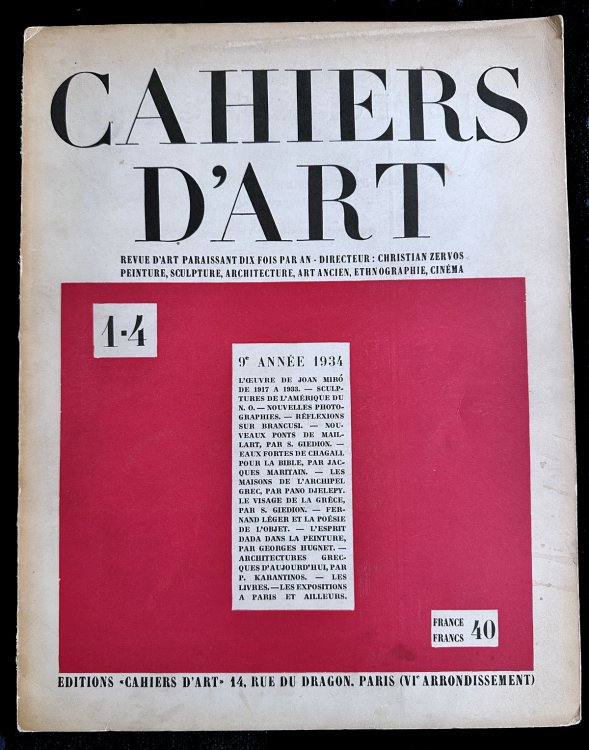 CAHIERS
D'ART
REVUE D'ART PARAISSANT DIX FOIS PAR AN - DIRECTEUR : CHRISTIAN ZERVOS
PEINTURE, SCULPTURE, ARCHITECTURE, ART ANCIEN, ETHNOGRAPHIE, CINÉMA
1-4
9e ANNÉE 1934
L'ŒUVRE DE JOAN MIRÓ
DE 1917 A 1933. — SCULP-
TURES DE L'AMÉRIQUE DU
N. O. — NOUVELLES PHOTO-
GRAPHIES. — RÉFLEXIONS
SUR BRANCUSI. — NOU-
VEAUX PONTS DE MAIL-
LART, PAR S. GIEDION. —
EAUX FORTES DE CHAGALL
POUR LA BIBLE, PAR JAC-
QUES MARITAIN. — LES
MAISONS DE L'ARCHIPEL
GREC, PAR PANO DJELEPY.
LE VISAGE DE LA GRÈCE,
PAR S. GIEDION. — FER-
NAND LÉGER ET LA POÉSIE
DE L'OBJET. — L'ESPRIT
DADA DANS LA PEINTURE,
PAR GEORGES HUGNET. —
ARCHITECTURES GREC-
QUES D'AUJOURD'HUI, PAR
P. KARANTINOS. — LES
LIVRES. — LES EXPOSITIONS
A PARIS ET AILLEURS.
FRANCE
FRANCS 40
EDITIONS «CAHIERS D'ART» 14, RUE DU DRAGON, PARIS (VIe ARRONDISSEMENT)